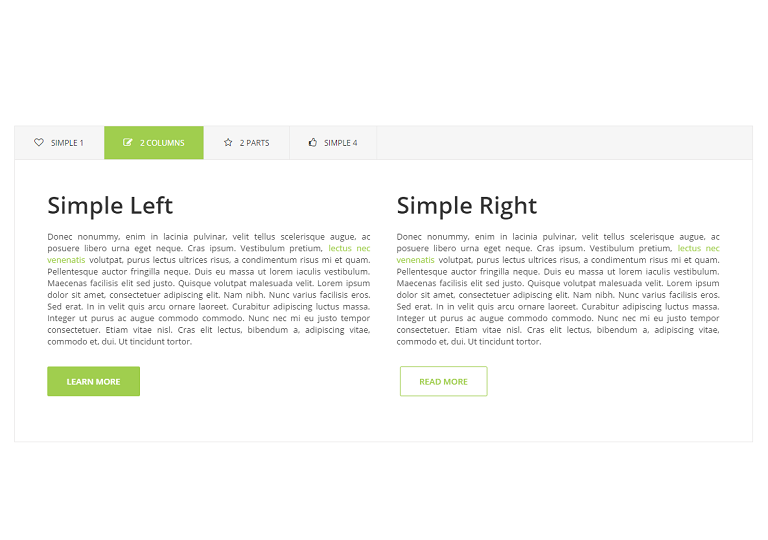 SIMPLE 1
2 COLUMNS
2 PARTS
SIMPLE 4
Simple Left
Donec nonummy, enim in lacinia pulvinar, velit tellus scelerisque augue, ac
posuere libero urna eget neque. Cras ipsum. Vestibulum pretium, lectus nec
venenatis volutpat, purus lectus ultrices risus, a condimentum risus mi et quam.
Pellentesque auctor fringilla neque. Duis eu massa ut lorem iaculis vestibulum.
Maecenas facilisis elit sed justo. Quisque volutpat malesuada velit. Lorem ipsum
dolor sit amet, consectetuer adipiscing elit. Nam nibh. Nunc varius facilisis eros.
Sed erat. In in velit quis arcu ornare laoreet. Curabitur adipiscing luctus massa.
Integer ut purus ac augue commodo commodo. Nunc nec mi eu justo tempor
consectetuer. Etiam vitae nisl. Cras elit lectus, bibendum a, adipiscing vitae,
commodo et, dui. Ut tincidunt tortor.
LEARN MORE
Simple Right
Donec nonummy, enim in lacinia pulvinar, velit tellus scelerisque augue, ac
posuere libero urna eget neque. Cras ipsum. Vestibulum pretium, lectus nec
venenatis volutpat, purus lectus ultrices risus, a condimentum risus mi et quam.
Pellentesque auctor fringilla neque. Duis eu massa ut lorem iaculis vestibulum.
Maecenas facilisis elit sed justo. Quisque volutpat malesuada velit. Lorem ipsum
dolor sit amet, consectetuer adipiscing elit. Nam nibh. Nunc varius facilisis eros.
Sed erat. In in velit quis arcu ornare laoreet. Curabitur adipiscing luctus massa.
Integer ut purus ac augue commodo commodo. Nunc nec mi eu justo tempor
consectetuer. Etiam vitae nisl. Cras elit lectus, bibendum a, adipiscing vitae,
commodo et, dui. Ut tincidunt tortor.
READ MORE